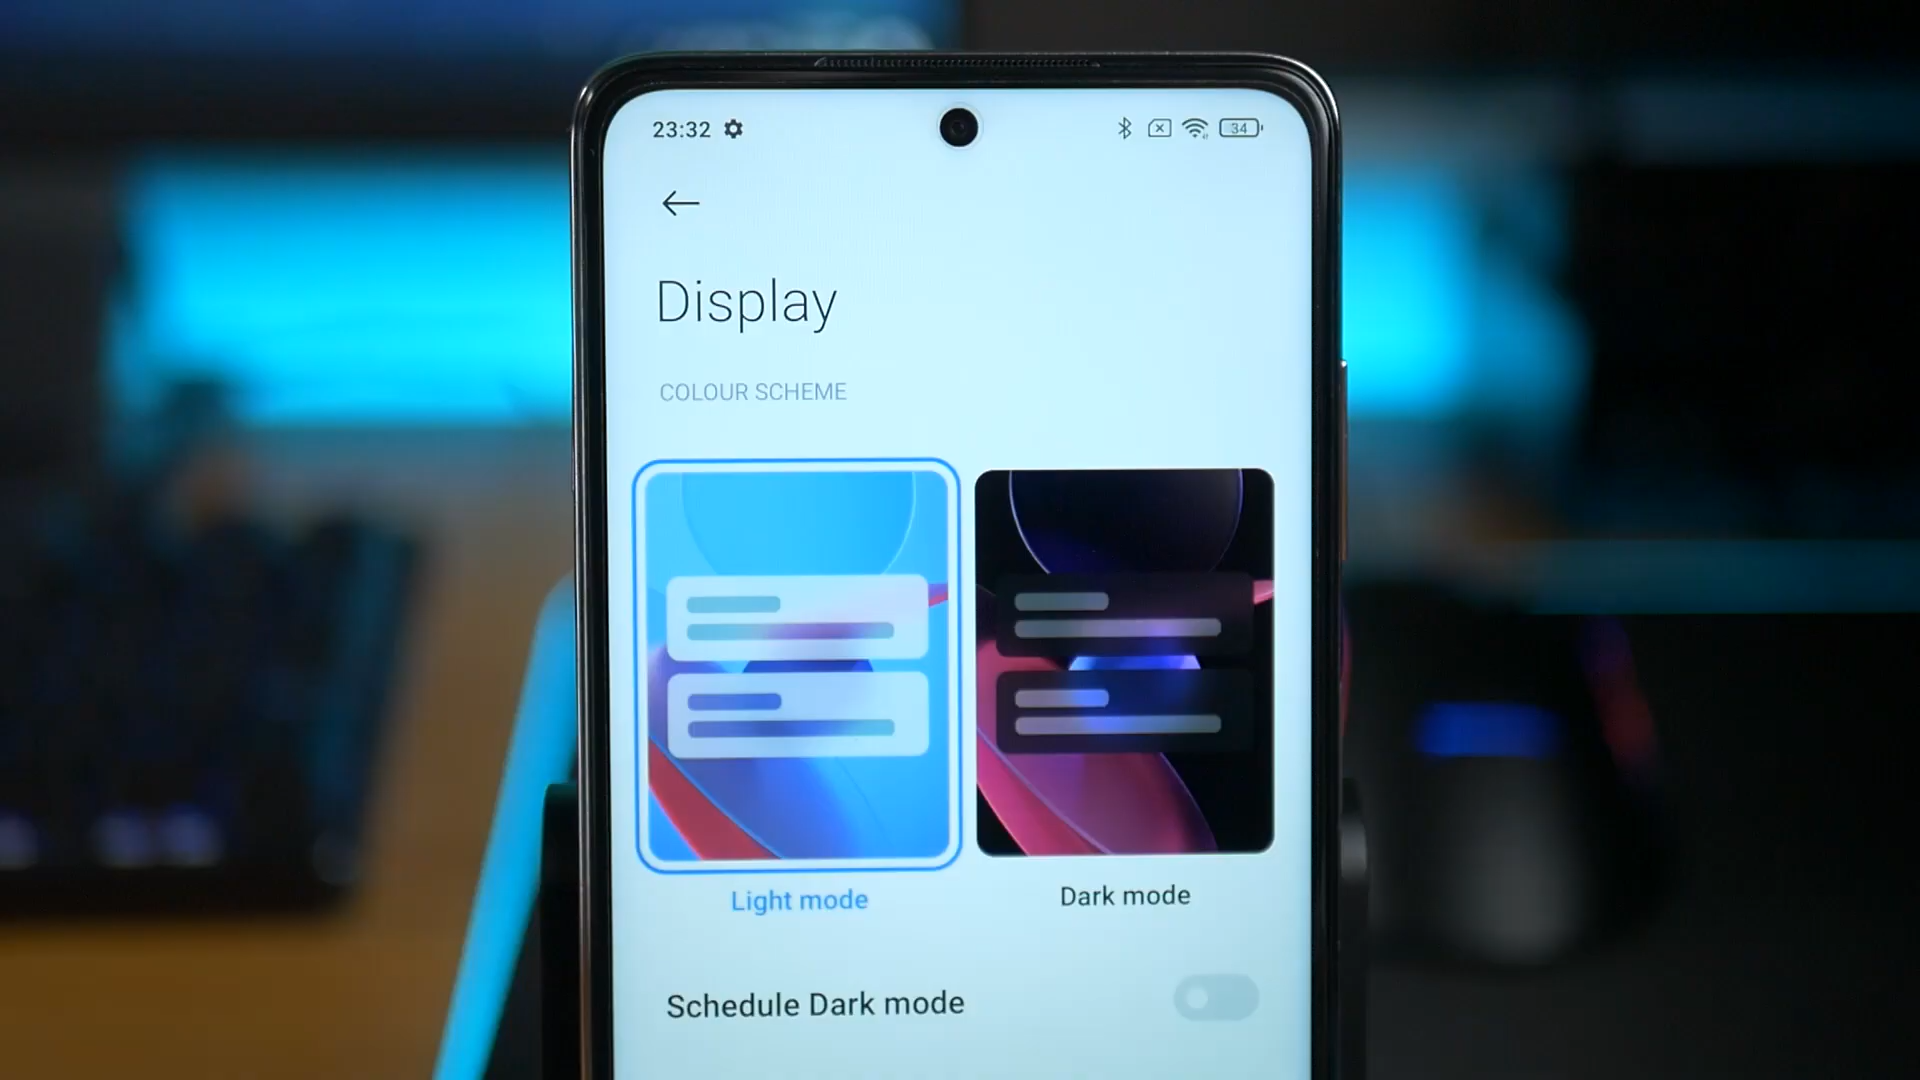 23:32
34
Display
COLOUR SCHEME
Light mode
Dark mode
Schedule Dark mode